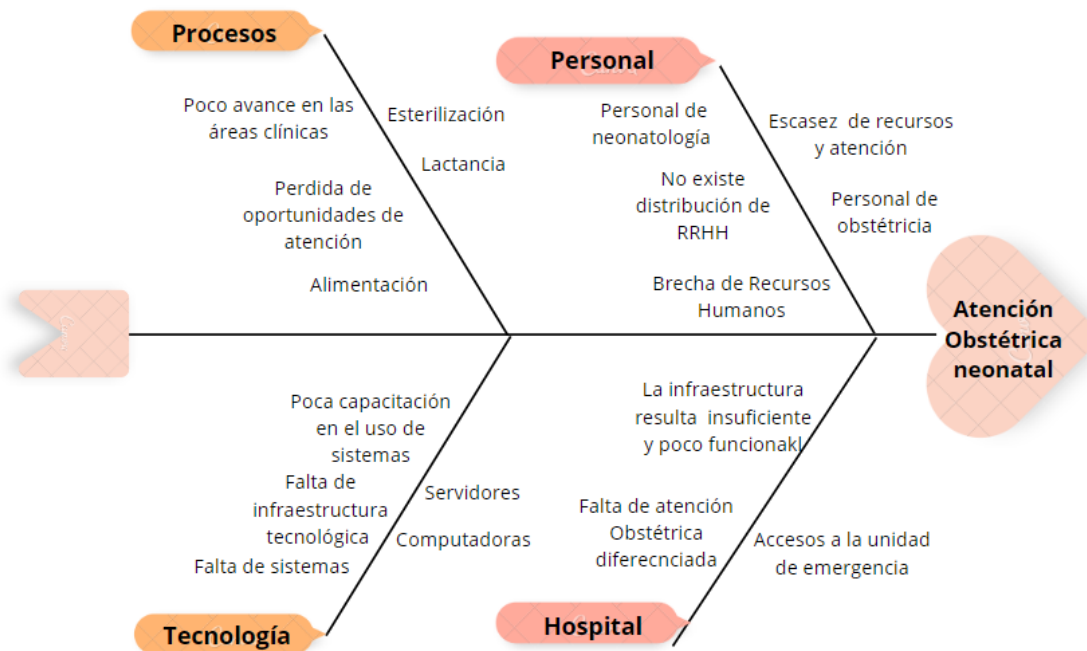 Procesos
Poco avance en las
áreas clínicas
Esterilización
Lactancia
Perdida de
oportunidades de
atención
Alimentación
Personal
Personal de
neonatología
Escasez de recursos
y atención
No existe
distribución de
RRHH
Personal de
obstétricia
Brecha de Recursos
Humanos
Atención
Obstétrica
neonatal
Poca capacitación
en el uso de
sistemas
Falta de
infraestructura
tecnológica
Servidores
Computadoras
Falta de sistemas
Tecnología
La infraestructura
resulta insuficiente
y poco funcionakl
Falta de atención
Obstétrica
diferecnciada
Accesos a la unidad
de emergencia
Hospital